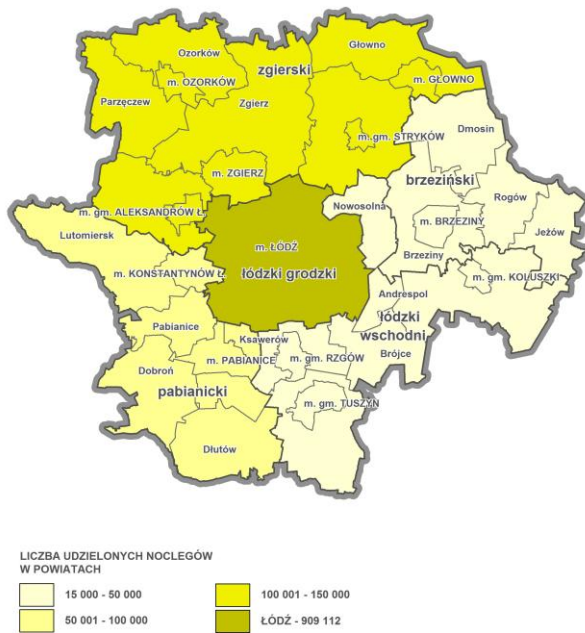 Ozorków
Głowno
zgierski
m. OZORKÓW
m. GŁOWNO
Parzęczew
Zgierz
m.gm. STRYKÓW
Dmosin
m. ZGIERZ
brzeziński
Rogów
m. gm. ALEKSANDRÓW Ł.
Nowosolna
m. BRZEZINY
Lutomiersk
Jeżów
m. ŁÓDŹ
Brzeziny
m. KONSTANTYNÓW Ł.
łódzki grodzki
m. gm. KOLUSZKI
Andrespol
łódzki
wschodni
Pabianice
Ksawerów
Brójce
m. PABIANICE
m. gm. RZGÓW
Dobroń
pabianicki
m. gm. TUSZYN
Dłutów
LICZBA UDZIELONYCH NOCLEGÓW
W POWIATACH
15 000 - 50 000
100 001 - 150 000
50 001 - 100 000
ŁÓDŹ - 909 112